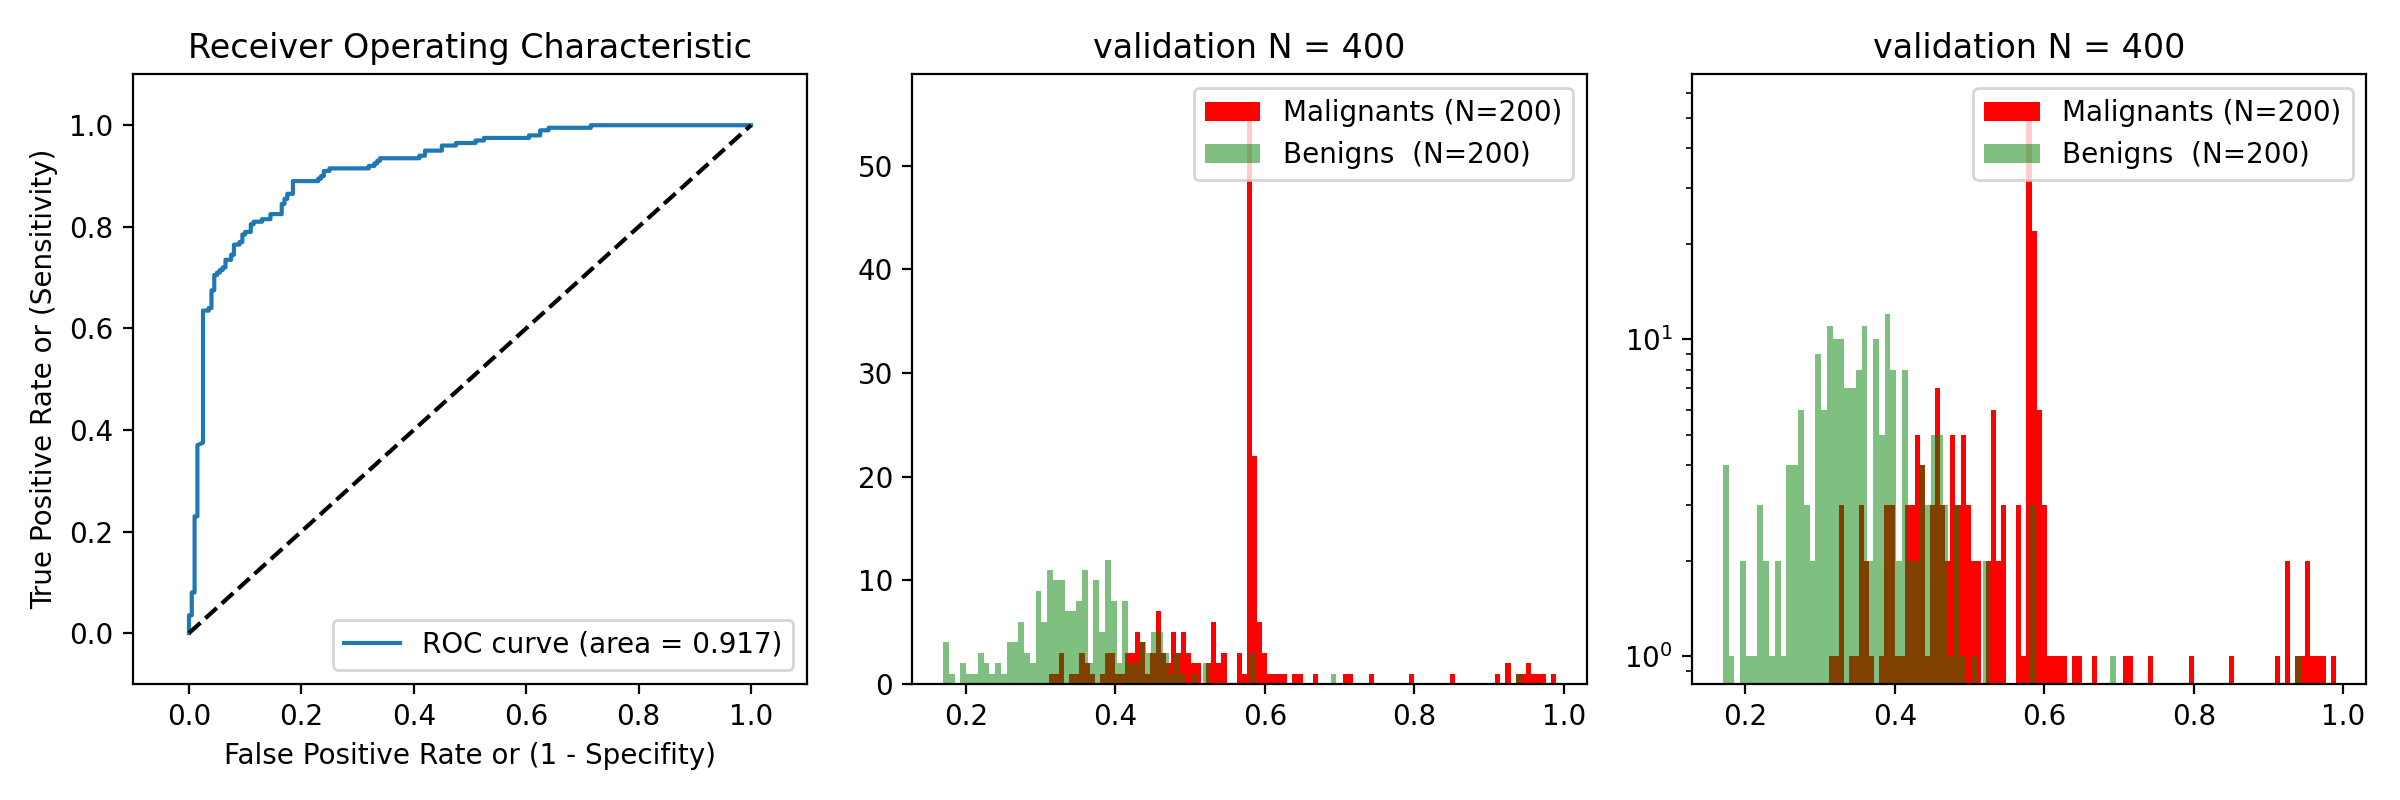 Receiver Operating Characteristic
1.0
0.8
0.6
0.4
0.2
0.0
True Positive Rate or (Sensitivity)
ROC curve (area = 0.917)
0.0 0.2 0.4 0.6 0.8 1.0
False Positive Rate or (1 - Specifity)
validation N = 400
Malignants (N=200)
Benigns (N=200)
50
40
30
20
10
0
0.2 0.4 0.6 0.8 1.0
validation N = 400
Malignants (N=200)
Benigns (N=200)
10¹
10⁰
0.2 0.4 0.6 0.8 1.0